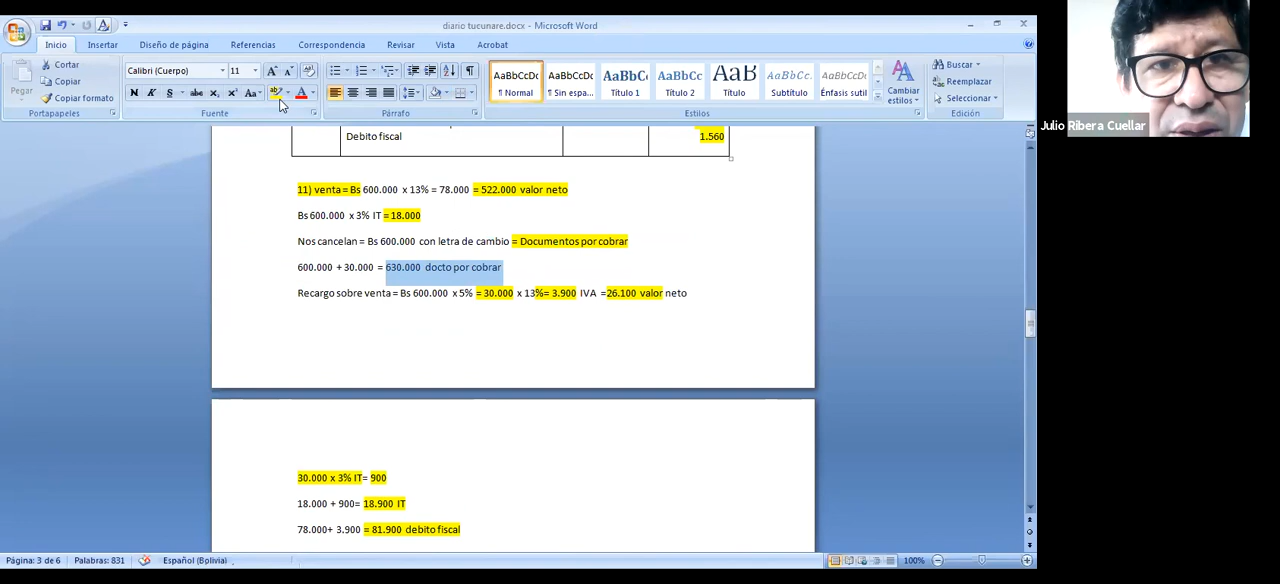 diario tucunare.docx - Microsoft Word
Inicio Insertar Diseño de página Referencias Correspondencia Revisar Vista Acrobat
Pegar
Cortar
Copiar
Copiar formato
Portapapeles
Calibri (Cuerpo) 11
N K S abc x₂ x² Aa
Fuente
Párrafo
AaBbCcDc AaBbCcDc AaBbC AaBbCc AaB AaBbCc. AaBbCcDc
¶ Normal ¶ Sin espa... Título 1 Título 2 Título Subtítulo Énfasis sutil
Cambiar estilos
Estilos
Buscar
Reemplazar
Seleccionar
Edición
Julio Ribera Cuellar
Debito fiscal 1.560
11) venta = Bs 600.000 x 13% = 78.000 = 522.000 valor neto
Bs 600.000 x 3% IT = 18.000
Nos cancelan = Bs 600.000 con letra de cambio = Documentos por cobrar
600.000 + 30.000 = 630.000 docto por cobrar
Recargo sobre venta = Bs 600.000 x 5% = 30.000 x 13%= 3.900 IVA =26.100 valor neto
30.000 x 3% IT= 900
18.000 + 900= 18.900 IT
78.000+ 3.900 = 81.900 debito fiscal
Página: 3 de 6 Palabras: 831 Español (Bolivia) 100%